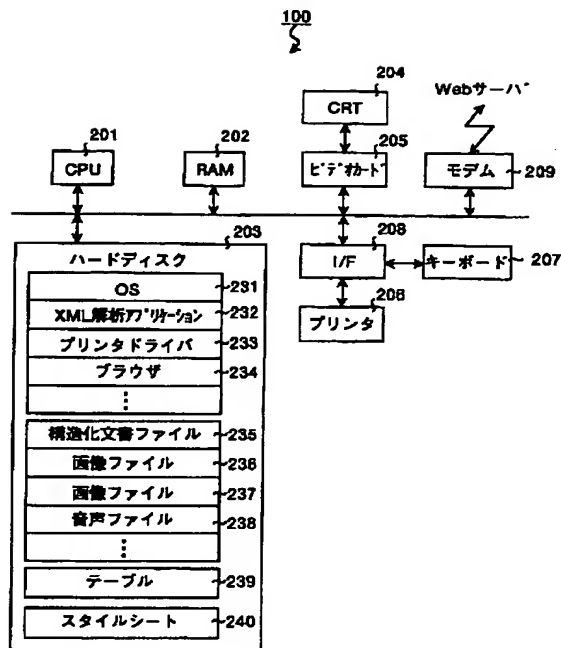 100
204
CRT
Webサーバ
201
CPU
202
RAM
205
ビデオカード
モデム
209
203
ハードディスク
208
I/F
キーボード
207
206
プリンタ
OS
231
XML解析アプリケーション
232
プリンタドライバ
233
ブラウザ
234
構造化文書ファイル
235
画像ファイル
236
画像ファイル
237
音声ファイル
238
テーブル
239
スタイルシート
240